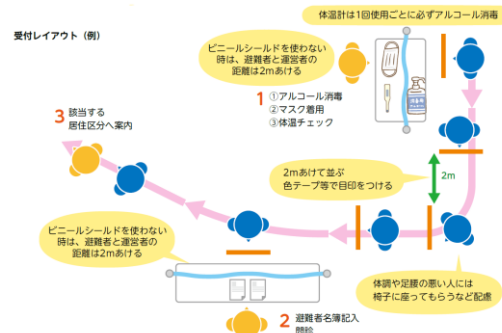 受付レイアウト（例）
体温計は1回使用ごとに必ずアルコール消毒
ビニールシールドを使わない
時は、避難者と運営者の
距離は2mあける
1 ①アルコール消毒
②マスク着用
③体温チェック
3 該当する
居住区分へ案内
2mあけて並ぶ
色テープ等で目印をつける
2m
ビニールシールドを使わない
時は、避難者と運営者の
距離は2mあける
体調や足腰の悪い人には
椅子に座ってもらうなど配慮
2 避難者名簿記入
問診